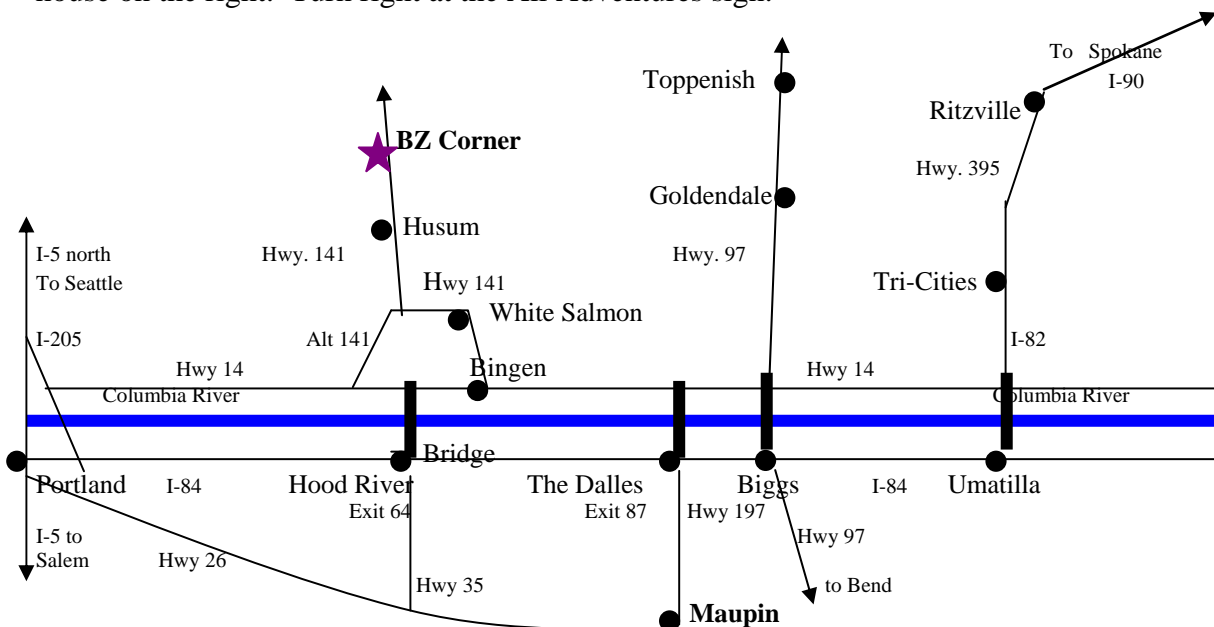 house on the right. Turn right at the All Adventures sign.
To Spokane
I-90
Toppenish
Ritzville
BZ Corner
Hwy. 395
Goldendale
Husum
I-5 north
Hwy. 141
Hwy. 97
To Seattle
Hwy 141
Tri-Cities
White Salmon
I-205
Alt 141
I-82
Hwy 14
Bingen
Hwy 14
Columbia River
Columbia River
Bridge
Portland
I-84
Hood River
The Dalles
Biggs
I-84
Umatilla
Exit 64
Exit 87
Hwy 197
I-5 to
Salem
Hwy 26
Hwy 97
Hwy 35
to Bend
Maupin